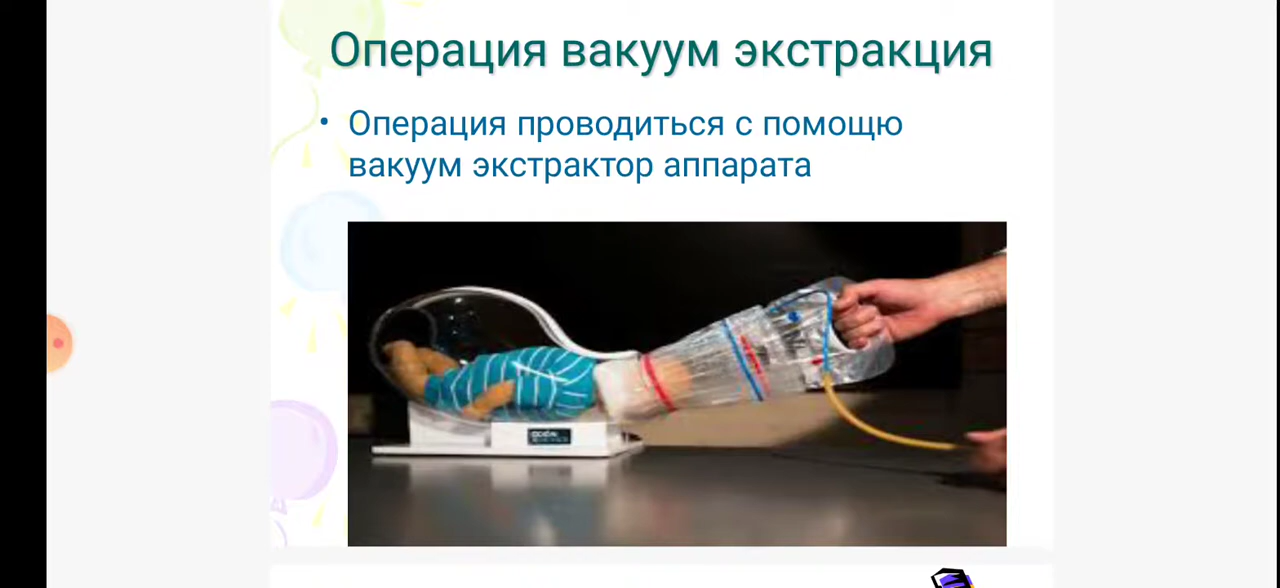 Операция вакуум экстракция
• Операция проводиться с помощю
вакуум экстрактор аппарата